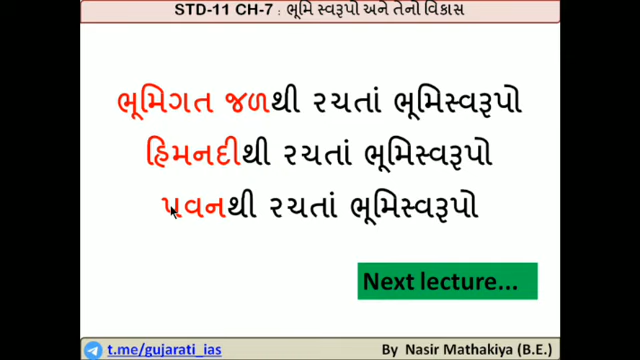 STD-11 CH-7 : ભૂમિ સ્વરૂપો અને તેનો વિકાસ
ભૂમિગત જળથી રચતાં ભૂમિસ્વરૂપો
હિમનદીથી રચતાં ભૂમિસ્વરૂપો
પવનથી રચતાં ભૂમિસ્વરૂપો
Next lecture...
t.me/gujarati_ias
By Nasir Mathakiya (B.E.)